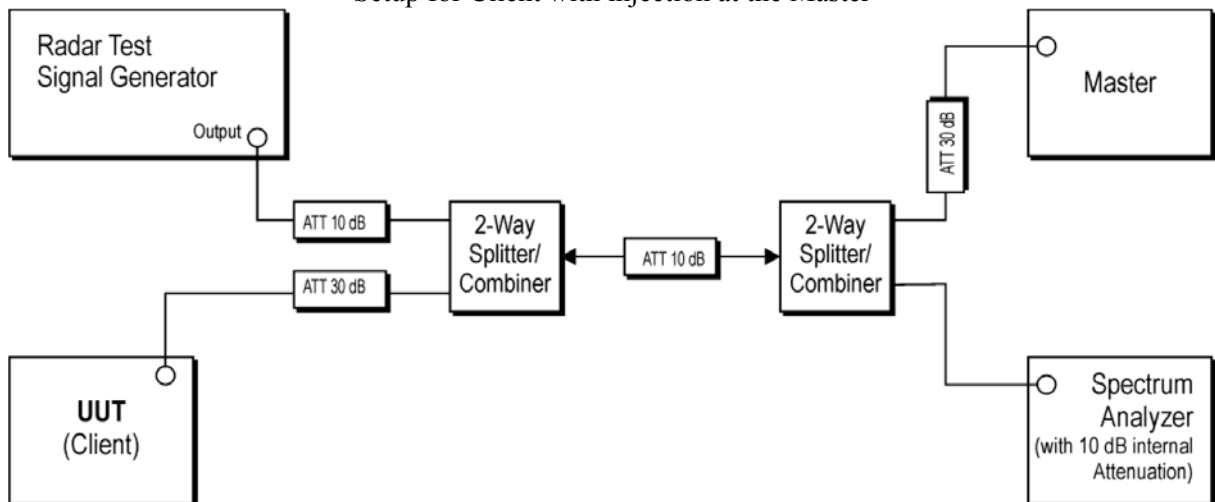 Setup for Client with injection at the Master
Radar Test
Signal Generator
Output
ATT 10 dB
ATT 30 dB
UUT
(Client)
2-Way
Splitter/
Combiner
ATT 10 dB
2-Way
Splitter/
Combiner
ATT 30 dB
Master
Spectrum
Analyzer
(with 10 dB internal
Attenuation)